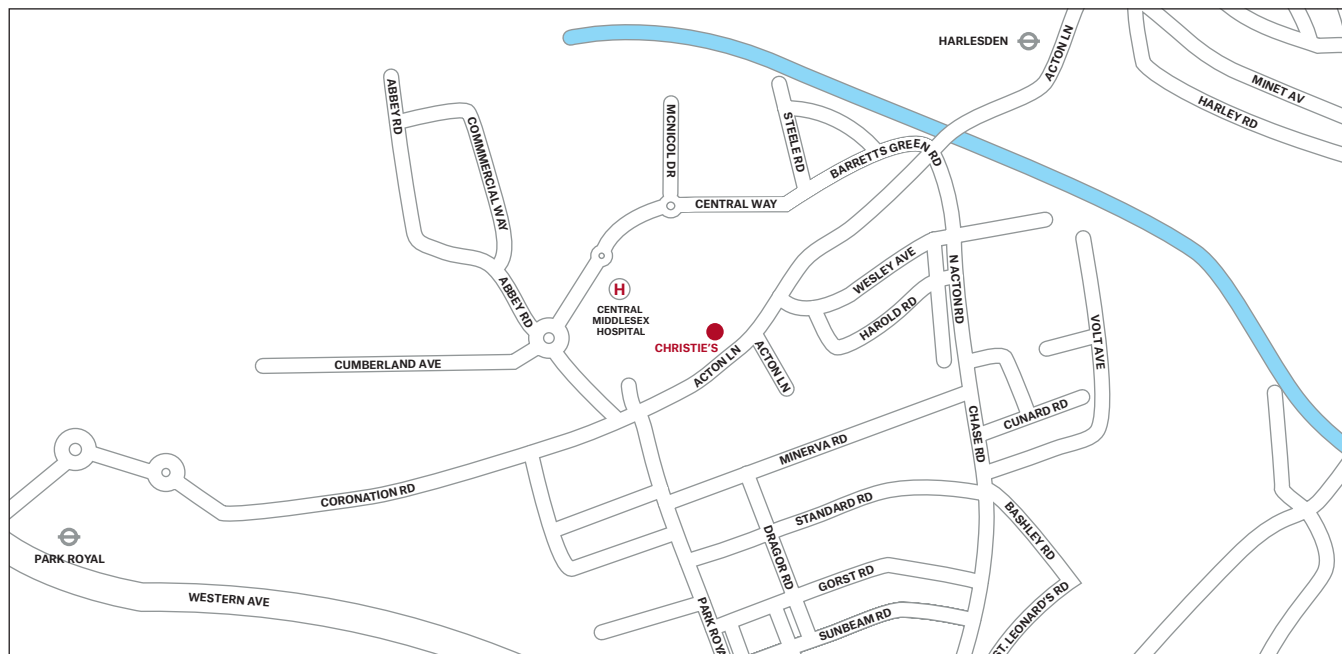 HARLESDEN
ACTON LN
MINET AV
HARLEY RD
ABBEY RD
COMMMERCIAL WAY
MCNICOL DR
STEELE RD
BARRETTS GREEN RD
CENTRAL WAY
WESLEY AVE
N ACTON RD
HAROLD RD
VOLT AVE
ABBEY RD
H
CENTRAL
MIDDLESEX
HOSPITAL
CHRISTIE'S
ACTON LN
ACTON LN
CUMBERLAND AVE
CUNARD RD
CHASE RD
MINERVA RD
CORONATION RD
STANDARD RD
BASHLEY RD
DRAGOR RD
PARK ROYAL
GORST RD
WESTERN AVE
PARK ROYA
SUNBEAM RD
ST. LEONARD'S RD